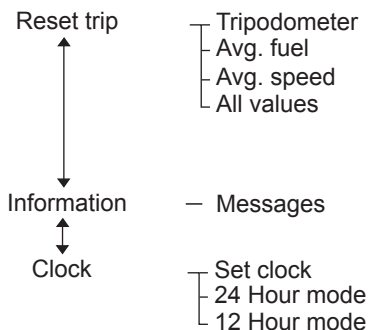 Reset trip
Tripodometer
Avg. fuel
Avg. speed
All values
Information
Messages
Clock
Set clock
24 Hour mode
12 Hour mode